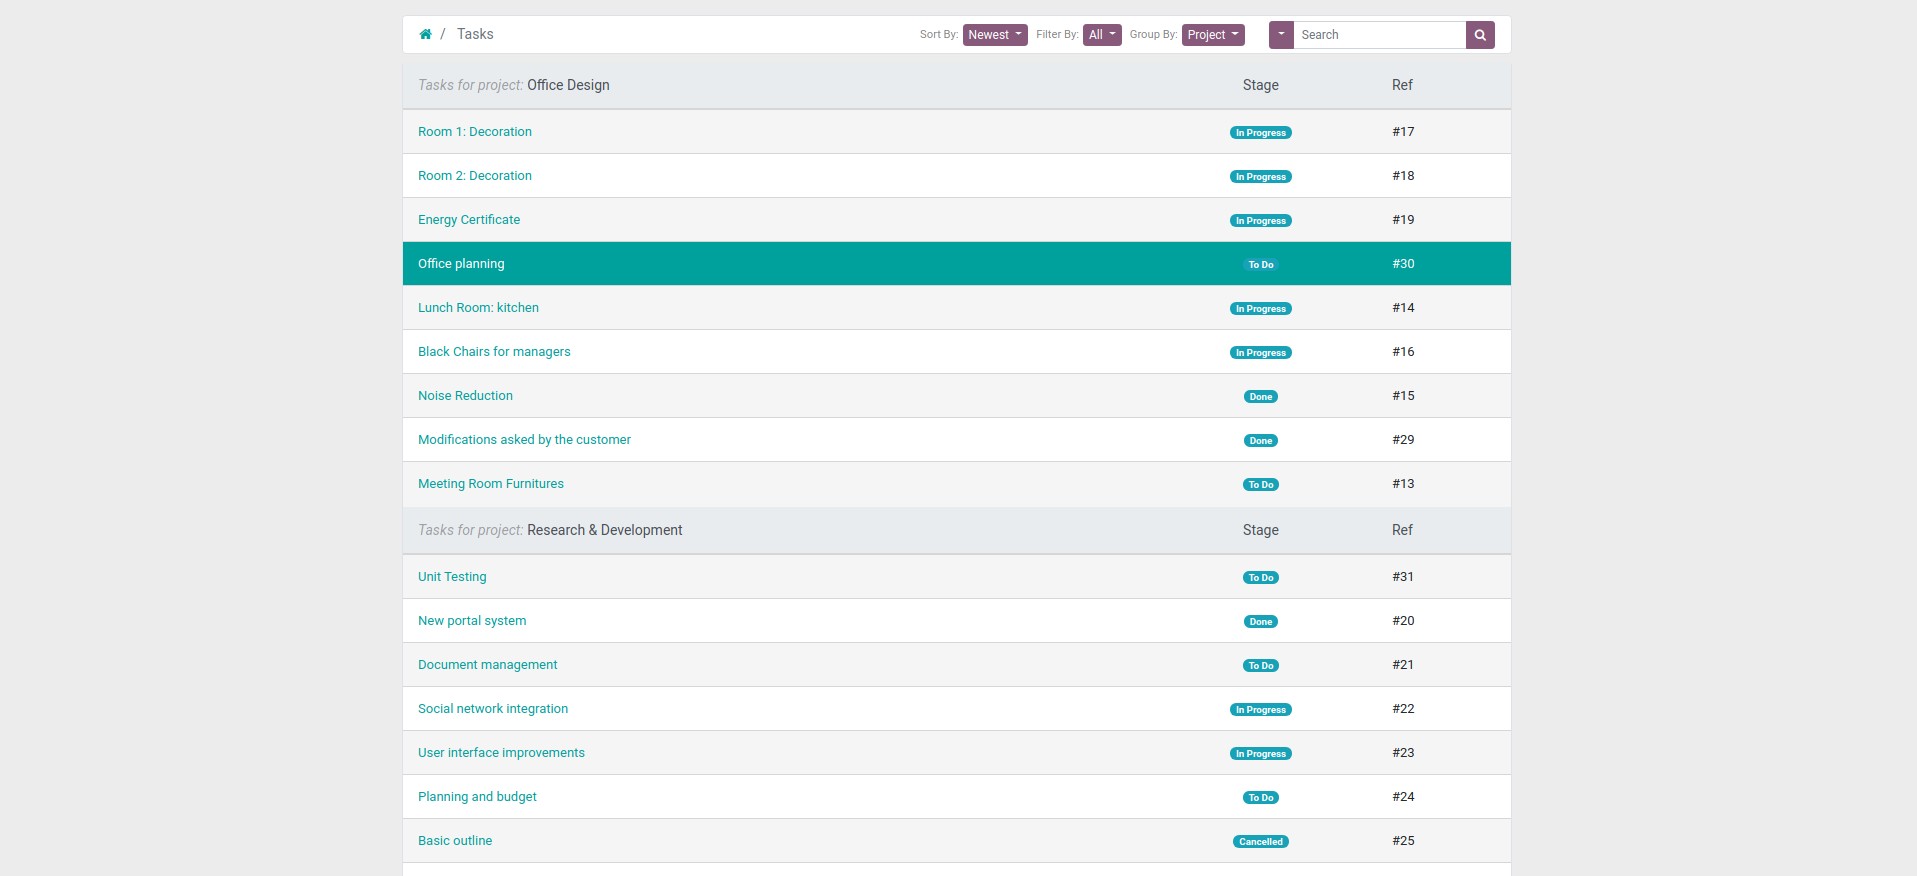 / Tasks Sort By: Newest Filter By: All Group By: Project Search
Tasks for project: Office Design Stage Ref
Room 1: Decoration In Progress #17
Room 2: Decoration In Progress #18
Energy Certificate In Progress #19
Office planning To Do #30
Lunch Room: kitchen In Progress #14
Black Chairs for managers In Progress #16
Noise Reduction Done #15
Modifications asked by the customer Done #29
Meeting Room Furnitures To Do #13
Tasks for project: Research & Development Stage Ref
Unit Testing To Do #31
New portal system Done #20
Document management To Do #21
Social network integration In Progress #22
User interface improvements In Progress #23
Planning and budget To Do #24
Basic outline Cancelled #25